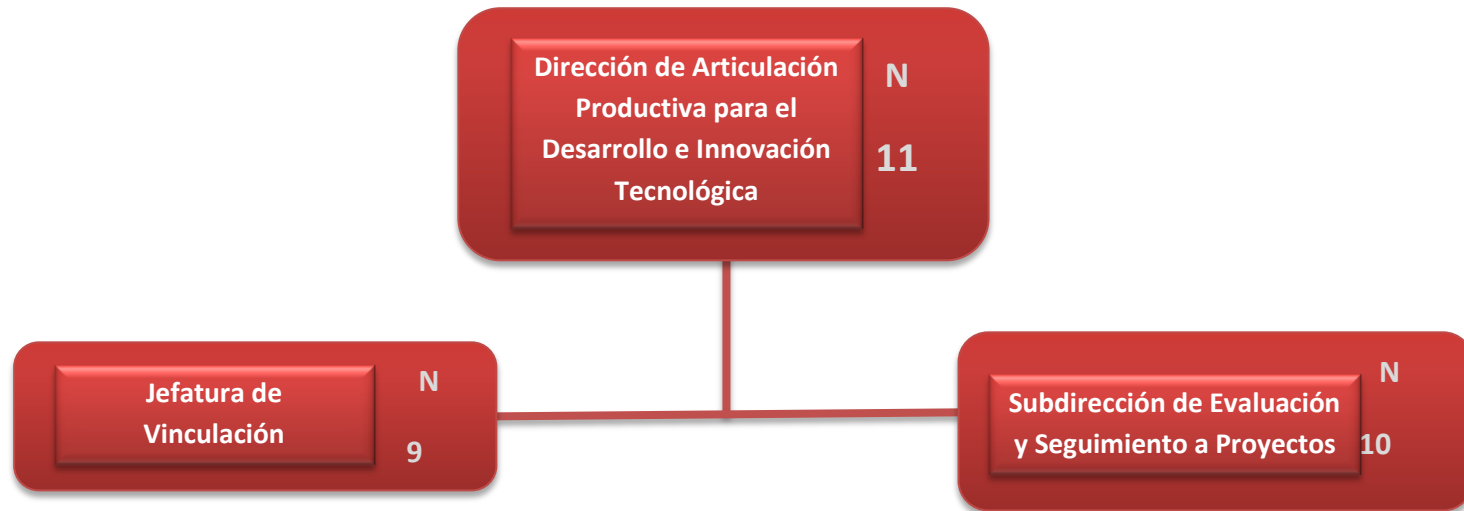 Dirección de Articulación
Productiva para el
Desarrollo e Innovación
Tecnológica
N
11
Jefatura de
Vinculación
N
9
Subdirección de Evaluación
y Seguimiento a Proyectos
N
10